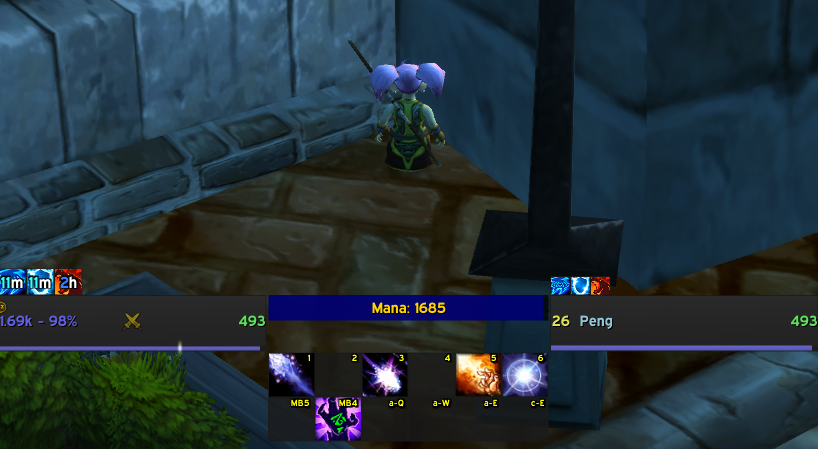 11m 11m 2h
Mana: 1685
1.69k - 98%
493
26 Peng
493
1 2 3 4 5 6
MB5 MB4 a-Q a-W a-E c-E